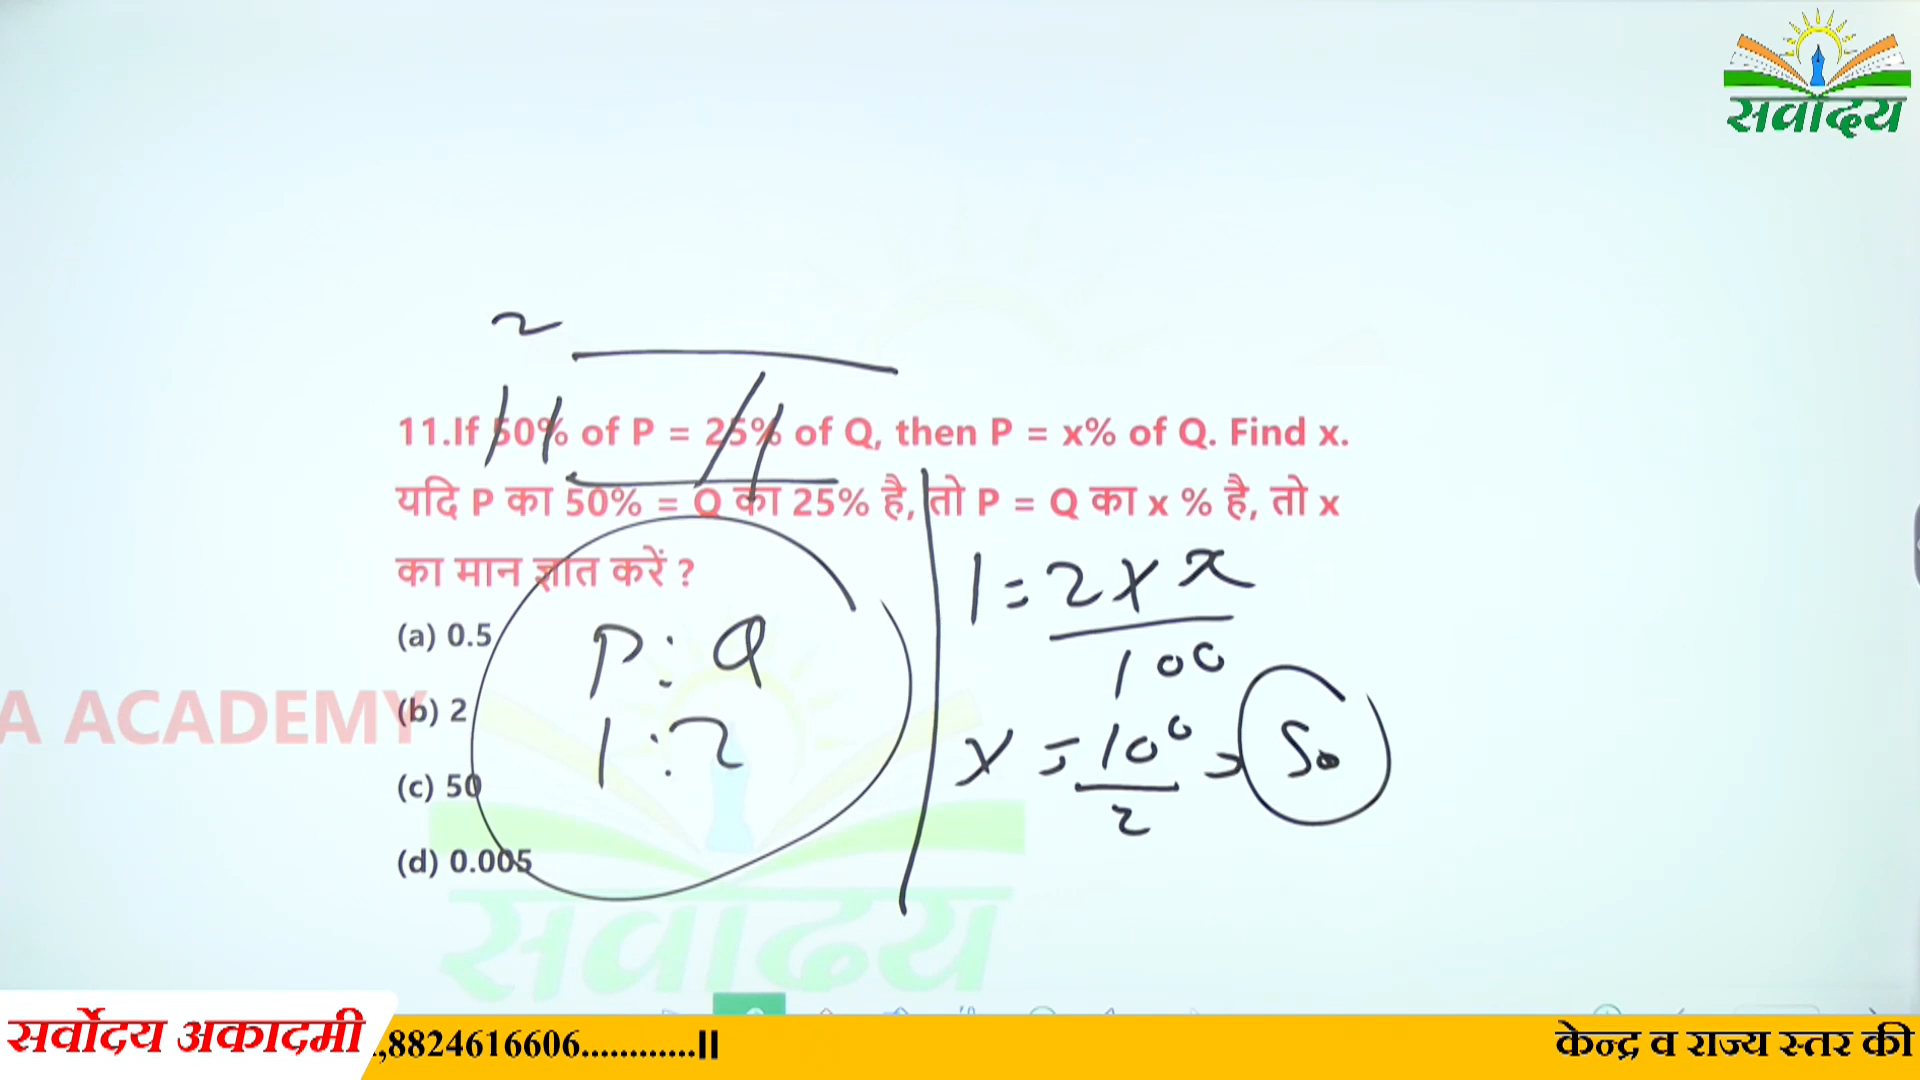 सर्वोदय
2
11.If 50% of P = 25% of Q, then P = x% of Q. Find x.
यदि P का 50% = Q का 25% है, तो P = Q का x % है, तो x
का मान ज्ञात करें ?
(a) 0.5
(b) 2
(c) 50
(d) 0.005
P : Q
1 : 2
1 = 2 × x
100
x = 100 = 50
2
A ACADEMY
सर्वोदय
सर्वोदय अकादमी
,8824616606............॥
केन्द्र व राज्य स्तर की